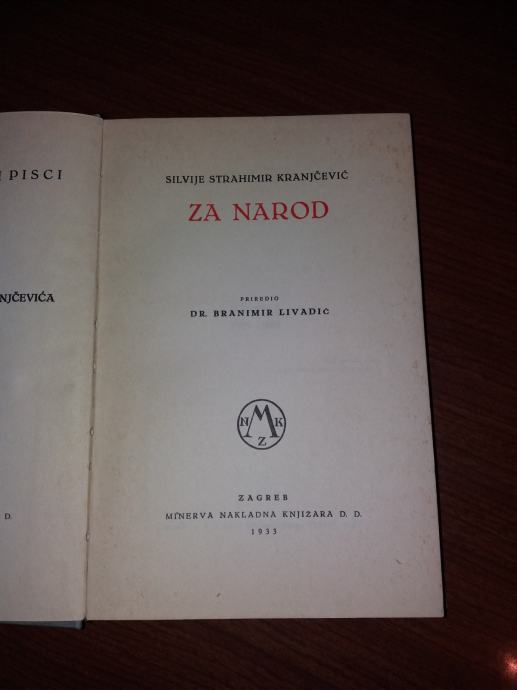 PISCI
NJČEVIĆA
D.
SILVIJE STRAHIMIR KRANJČEVIĆ
ZA NAROD
PRIREDIO
DR. BRANIMIR LIVADIĆ
N M K
Z
ZAGREB
MINERVA NAKLADNA KNJIŽARA D. D.
1933